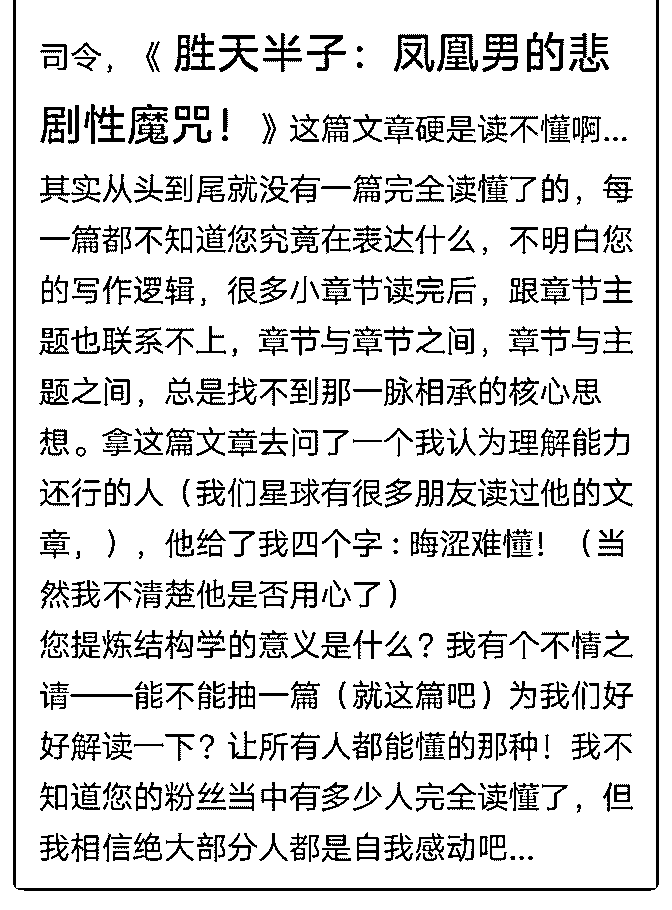 司令，《胜天半子：凤凰男的悲
剧性魔咒！》这篇文章硬是读不懂啊...
其实从头到尾就没有一篇完全读懂了的，每
一篇都不知道您究竟在表达什么，不明白您
的写作逻辑，很多小章节读完后，跟章节主
题也联系不上，章节与章节之间，章节与主
题之间，总是找不到那一脉相承的核心思
想。拿这篇文章去问了一个我认为理解能力
还行的人（我们星球有很多朋友读过他的文
章，），他给了我四个字：晦涩难懂！（当
然我不清楚他是否用心了）
您提炼结构学的意义是什么？我有个不情之
请——能不能抽一篇（就这篇吧）为我们好
好解读一下？让所有人都能懂的那种！我不
知道您的粉丝当中有多少人完全读懂了，但
我相信绝大部分人都是自我感动吧...